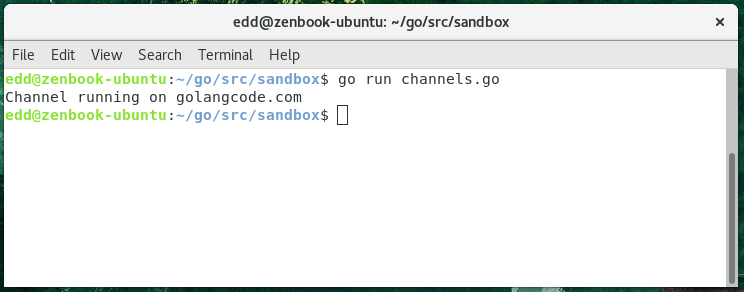 edd@zenbook-ubuntu: ~/go/src/sandbox ×
File Edit View Search Terminal Help
edd@zenbook-ubuntu:~/go/src/sandbox$ go run channels.go
Channel running on golangcode.com
edd@zenbook-ubuntu:~/go/src/sandbox$